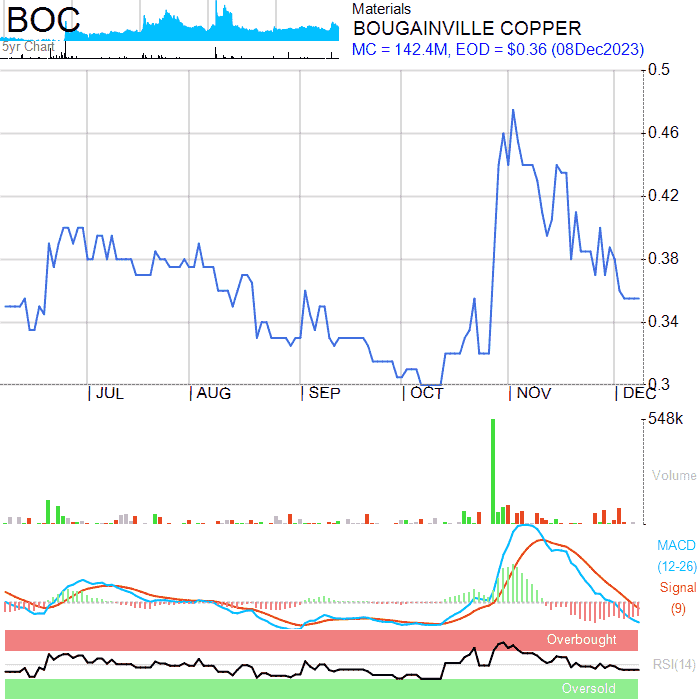 BOC
5yr Chart
Materials
BOUGAINVILLE COPPER
MC = 142.4M, EOD = $0.36 (08Dec2023)
0.5
0.46
0.42
0.38
0.34
0.3
JUL AUG SEP OCT NOV DEC
548k
Volume
MACD
(12-26)
Signal
(9)
Overbought
RSI(14)
Oversold